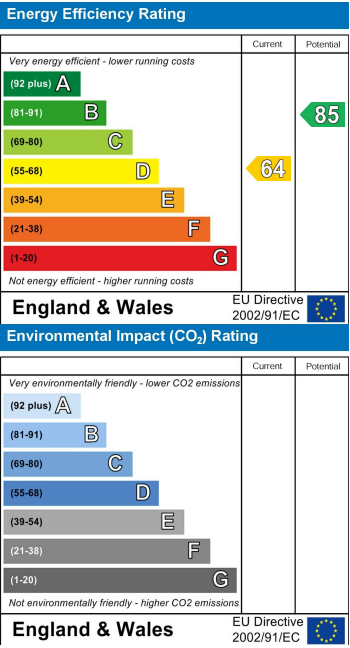 Energy Efficiency Rating
Current Potential
Very energy efficient - lower running costs
(92 plus) A
(81-91) B
85
(69-80) C
(55-68) D
64
(39-54) E
(21-38) F
(1-20) G
Not energy efficient - higher running costs
England & Wales
EU Directive
2002/91/EC
Environmental Impact (CO₂) Rating
Current Potential
Very environmentally friendly - lower CO2 emissions
(92 plus) A
(81-91) B
(69-80) C
(55-68) D
(39-54) E
(21-38) F
(1-20) G
Not environmentally friendly - higher CO2 emissions
England & Wales
EU Directive
2002/91/EC